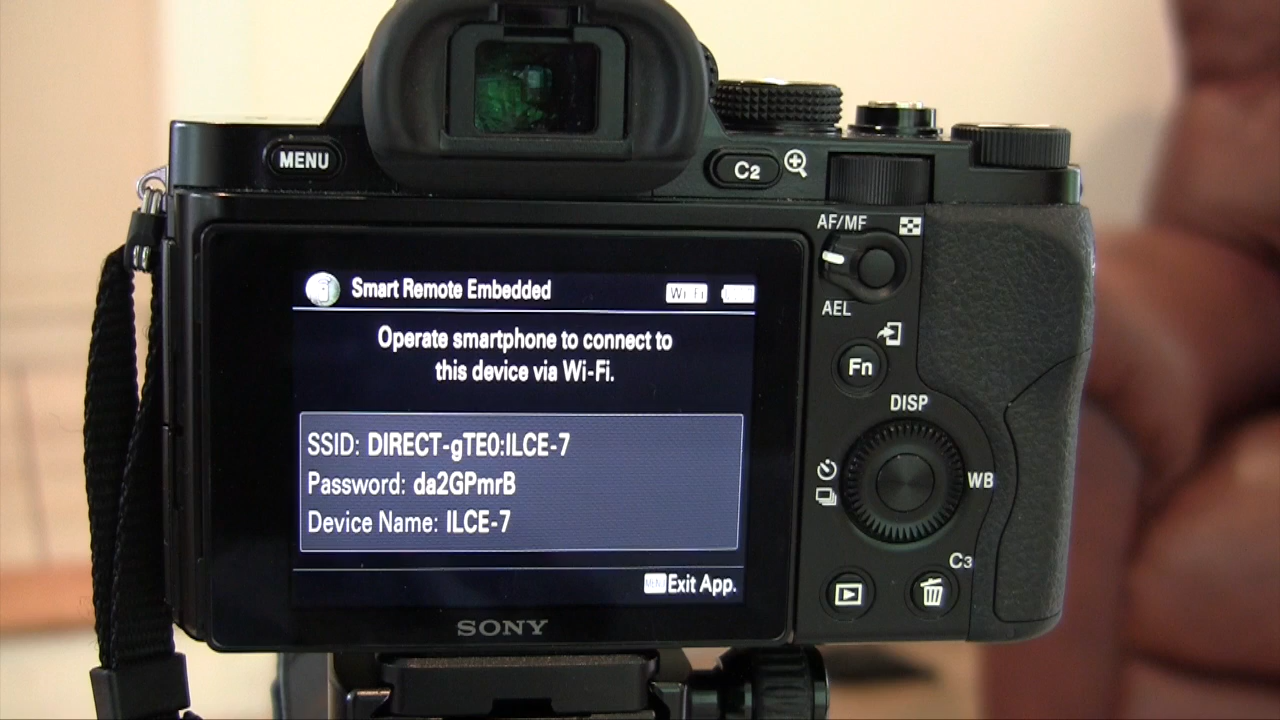 MENU
C2
AF/MF
AEL
Fn
DISP
WB
C3
Smart Remote Embedded
Wi-Fi
Operate smartphone to connect to
this device via Wi-Fi.
SSID: DIRECT-gTE0:ILCE-7
Password: da2GPmrB
Device Name: ILCE-7
MENU Exit App.
SONY